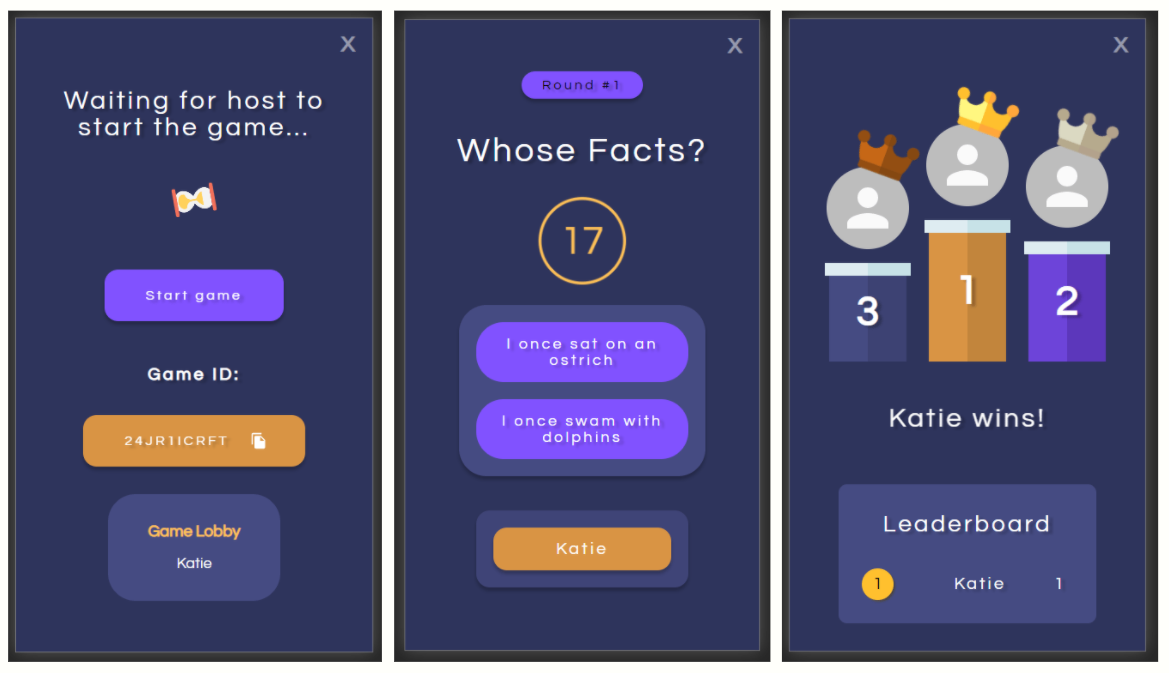 X
Waiting for host to
start the game...
Start game
Game ID:
24JR1ICRFT
Game Lobby
Katie
X
Round #1
Whose Facts?
17
I once sat on an
ostrich
I once swam with
dolphins
Katie
X
3
1
2
Katie wins!
Leaderboard
1 Katie 1